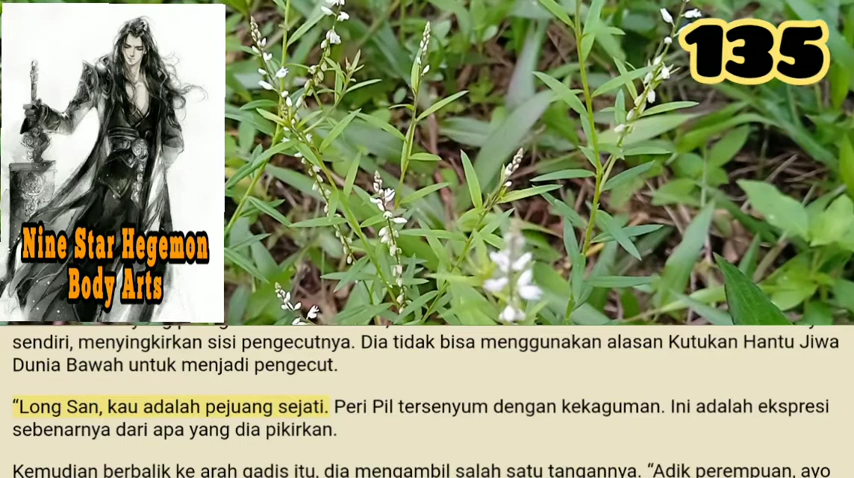 135
Nine Star Hegemon
Body Arts
sendiri, menyingkirkan sisi pengecutnya. Dia tidak bisa menggunakan alasan Kutukan Hantu Jiwa
Dunia Bawah untuk menjadi pengecut.
“Long San, kau adalah pejuang sejati. Peri Pil tersenyum dengan kekaguman. Ini adalah ekspresi
sebenarnya dari apa yang dia pikirkan.
Kemudian berbalik ke arah gadis itu, dia mengambil salah satu tangannya. “Adik perempuan, ayo